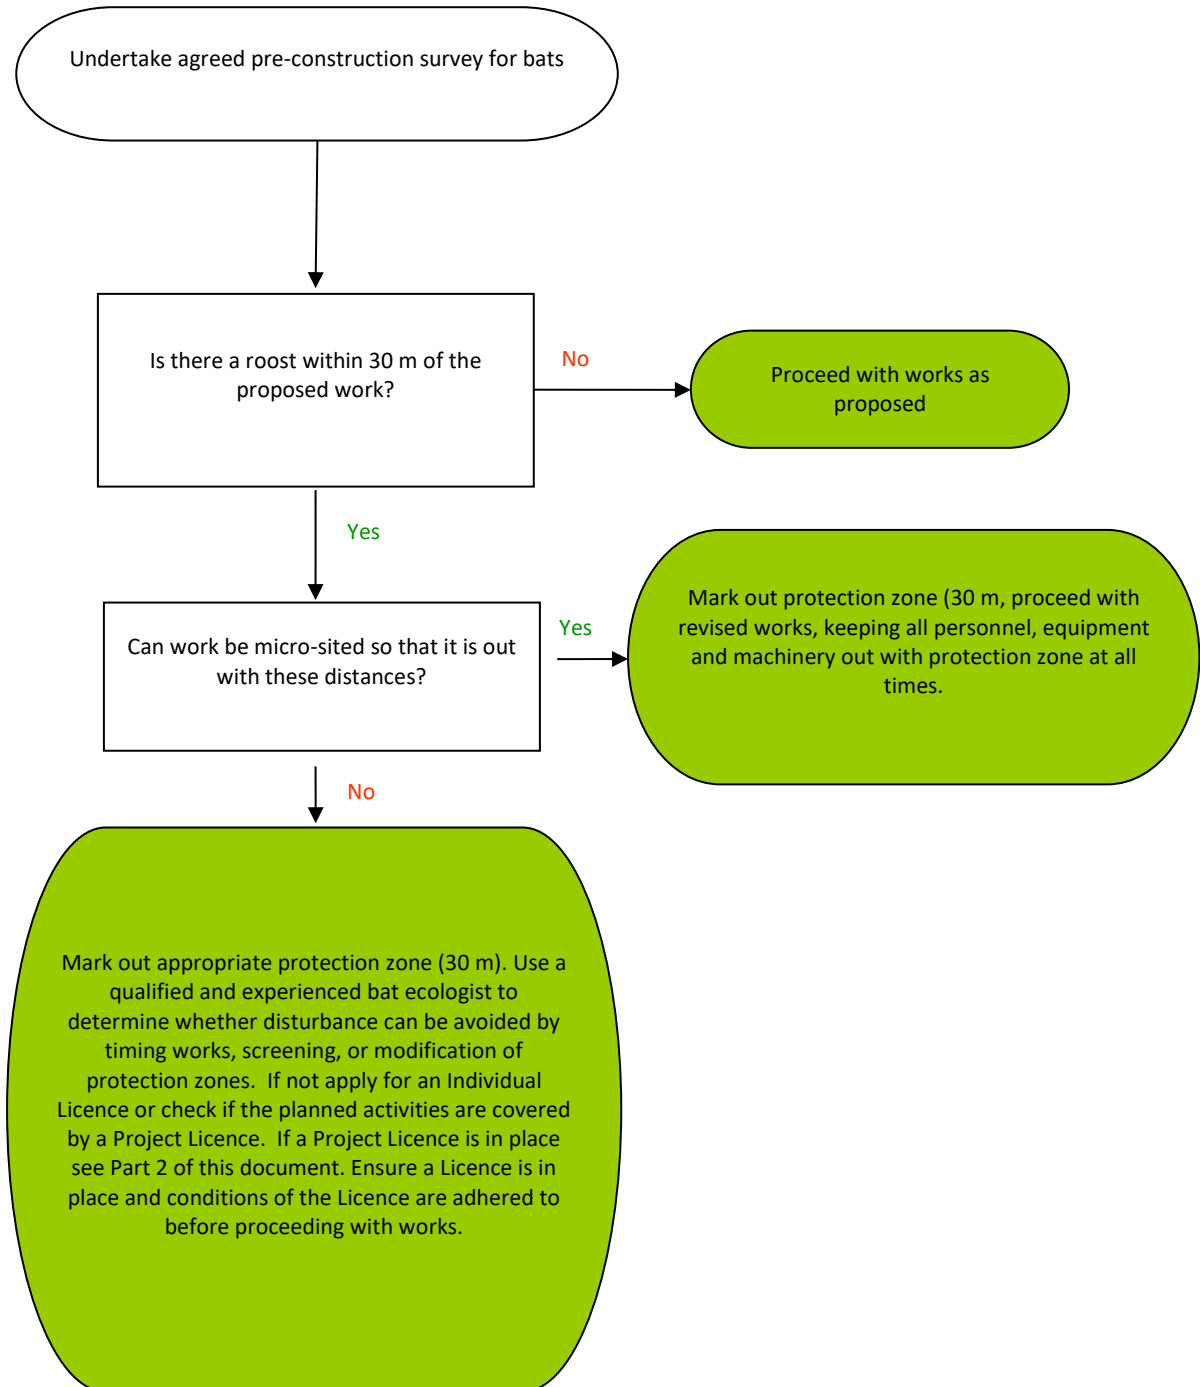 Undertake agreed pre-construction survey for bats
Is there a roost within 30 m of the
proposed work?
No
Proceed with works as
proposed
Yes
Can work be micro-sited so that it is out
with these distances?
Yes
Mark out protection zone (30 m, proceed with
revised works, keeping all personnel, equipment
and machinery out with protection zone at all
times.
No
Mark out appropriate protection zone (30 m). Use a
qualified and experienced bat ecologist to
determine whether disturbance can be avoided by
timing works, screening, or modification of
protection zones.  If not apply for an Individual
Licence or check if the planned activities are covered
by a Project Licence.  If a Project Licence is in place
see Part 2 of this document. Ensure a Licence is in
place and conditions of the Licence are adhered to
before proceeding with works.